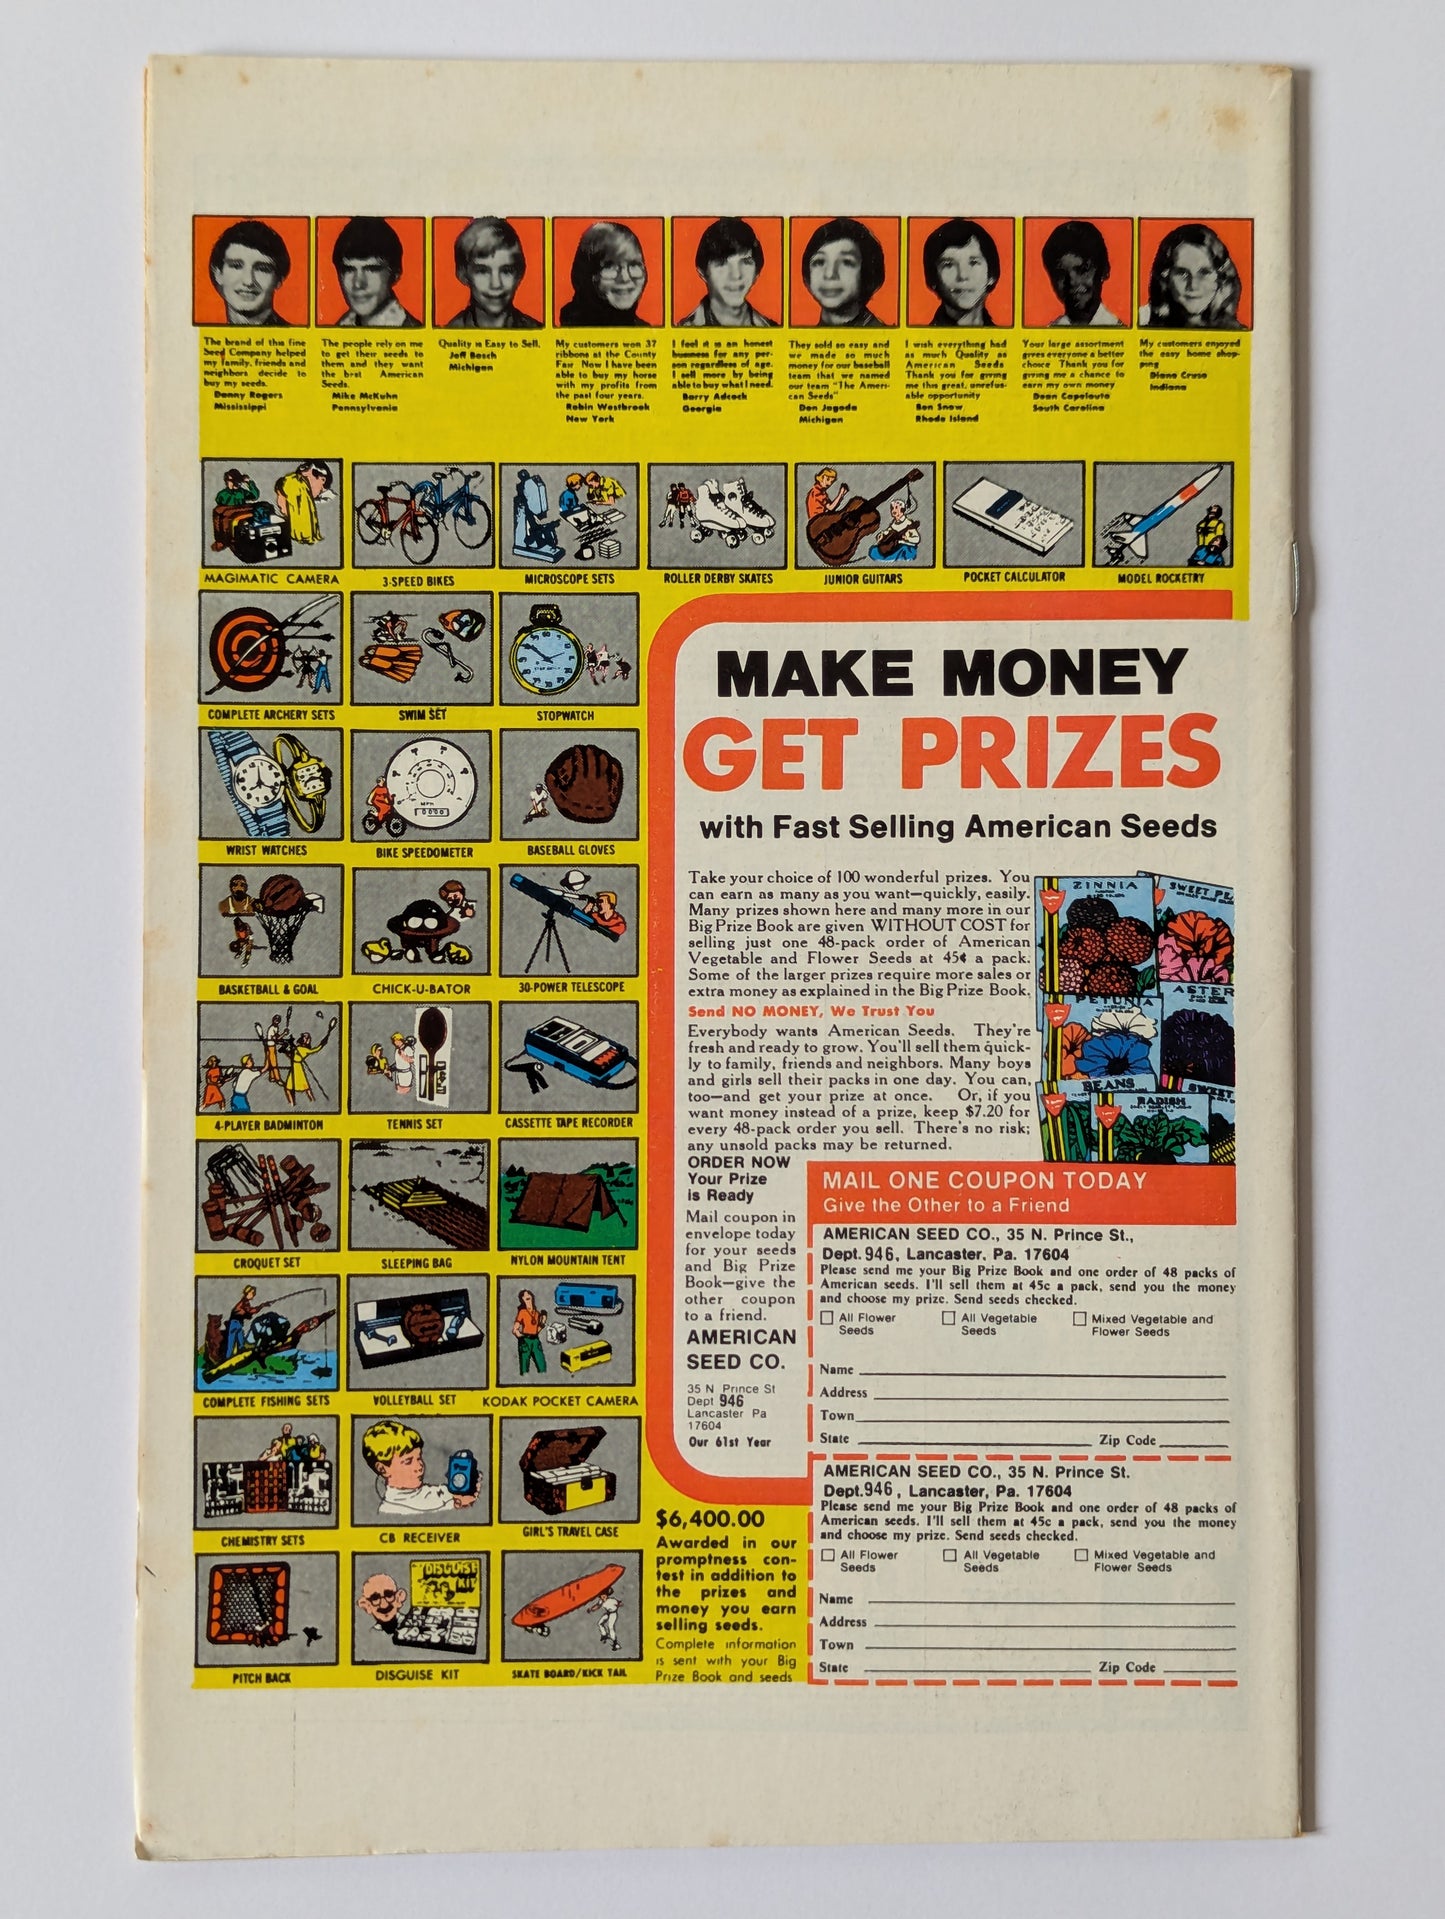 The brand of this fine
Seed Company helped
my family, friends and
neighbors decide to
buy my seeds.
Danny Rogers
Mississippi
The people rely on me
to get their seeds to
them and they want
the best American
Seeds.
Mike McKuhn
Pennsylvania
Quality is Easy to Sell.
Jeff Bosch
Michigan
My customers won 37
ribbons at the County
Fair Now I have been
able to buy my horse
with my profits from
the past four years.
Robin Westbrook
New York
I feel it is an honest
business for any per-
son regardless of age.
I sell more by being
able to buy what I need.
Barry Adcock
Georgia
They sold so easy and
we made so much
money for our baseball
team that we named
our team "The Ameri-
can Seeds"
Don Jagoda
Michigan
I wish everything had
as much Quality as
American Seeds
Thank you for giving
me this great, unrefus-
able opportunity
Ben Snow
Rhode Island
Your large assortment
gives everyone a better
choice Thank you for
giving me a chance to
earn my own money
Dean Capelouto
South Carolina
My customers enjoyed
the easy home shop-
ping
Diana Cruse
Indiana
MAGIMATIC CAMERA
3-SPEED BIKES
MICROSCOPE SETS
ROLLER DERBY SKATES
JUNIOR GUITARS
POCKET CALCULATOR
MODEL ROCKETRY
COMPLETE ARCHERY SETS
SWIM SET
STOPWATCH
WRIST WATCHES
MPH
BIKE SPEEDOMETER
BASEBALL GLOVES
BASKETBALL & GOAL
CHICK-U-BATOR
30-POWER TELESCOPE
4-PLAYER BADMINTON
TENNIS SET
CASSETTE TAPE RECORDER
CROQUET SET
SLEEPING BAG
NYLON MOUNTAIN TENT
COMPLETE FISHING SETS
VOLLEYBALL SET
KODAK POCKET CAMERA
CHEMISTRY SETS
CB RECEIVER
GIRL'S TRAVEL CASE
PITCH BACK
DISGUISE
KIT
DISGUISE KIT
SKATE BOARD/KICK TAIL
MAKE MONEY
GET PRIZES
with Fast Selling American Seeds
Take your choice of 100 wonderful prizes. You
can earn as many as you want—quickly, easily.
Many prizes shown here and many more in our
Big Prize Book are given WITHOUT COST for
selling just one 48-pack order of American
Vegetable and Flower Seeds at 45¢ a pack.
Some of the larger prizes require more sales or
extra money as explained in the Big Prize Book.
Send NO MONEY, We Trust You
Everybody wants American Seeds. They're
fresh and ready to grow. You'll sell them quick-
ly to family, friends and neighbors. Many boys
and girls sell their packs in one day. You can,
too—and get your prize at once. Or, if you
want money instead of a prize, keep $7.20 for
every 48-pack order you sell. There's no risk;
any unsold packs may be returned.
ZINNIA
SWEET PE
PETUNIA
ASTER
BEANS
RADISH
SWEET
ORDER NOW
Your Prize
is Ready
Mail coupon in
envelope today
for your seeds
and Big Prize
Book—give the
other coupon
to a friend.
AMERICAN
SEED CO.
35 N Prince St
Dept 946
Lancaster Pa
17604
Our 61st Year
$6,400.00
Awarded in our
promptness con-
test in addition to
the prizes and
money you earn
selling seeds.
Complete information
is sent with your Big
Prize Book and seeds
MAIL ONE COUPON TODAY
Give the Other to a Friend
AMERICAN SEED CO., 35 N. Prince St.,
Dept. 946, Lancaster, Pa. 17604
Please send me your Big Prize Book and one order of 48 packs of
American seeds. I'll sell them at 45c a pack, send you the money
and choose my prize. Send seeds checked.
All Flower
Seeds
All Vegetable
Seeds
Mixed Vegetable and
Flower Seeds
Name
Address
Town
State Zip Code
AMERICAN SEED CO., 35 N. Prince St.
Dept. 946, Lancaster, Pa. 17604
Please send me your Big Prize Book and one order of 48 packs of
American seeds. I'll sell them at 45c a pack, send you the money
and choose my prize. Send seeds checked.
All Flower
Seeds
All Vegetable
Seeds
Mixed Vegetable and
Flower Seeds
Name
Address
Town
State Zip Code